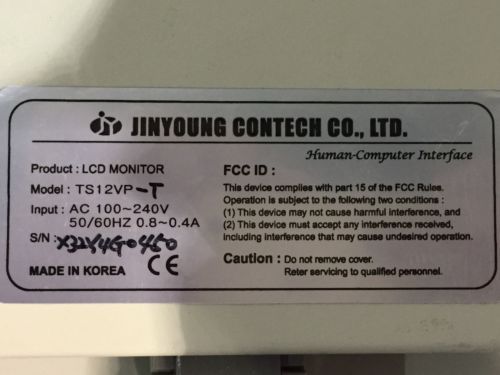 JINYOUNG CONTECH CO., LTD.
Human-Computer Interface
Product : LCD MONITOR
Model : TS12VP-T
Input : AC 100~240V
50/60HZ 0.8~0.4A
S/N :
MADE IN KOREA CE
FCC ID :
This device complies with part 15 of the FCC Rules.
Operation is subject to the following two conditions :
(1) This device may not cause harmful interference, and
(2) This device must accept any interference received,
including interference that may cause undesired operation.
Caution : Do not remove cover.
Reter servicing to qualified personnel.